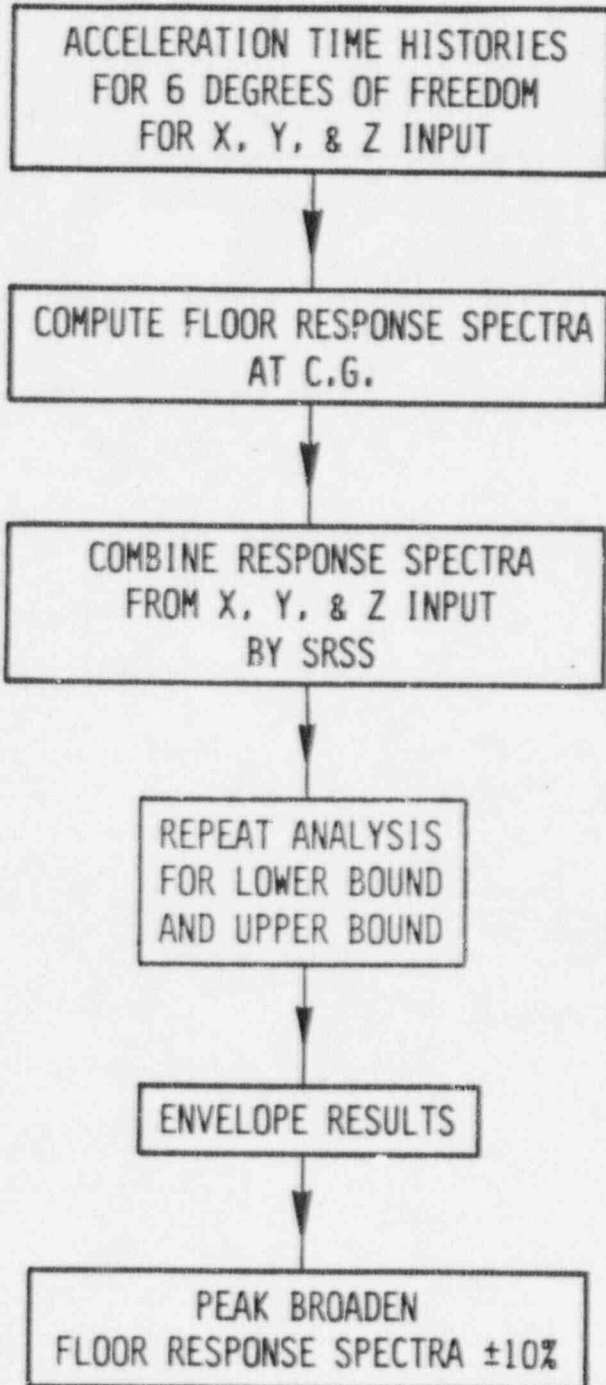 ACCELERATION TIME HISTORIES
FOR 6 DEGREES OF FREEDOM
FOR X, Y, & Z INPUT
COMPUTE FLOOR RESPONSE SPECTRA
AT C.G.
COMBINE RESPONSE SPECTRA
FROM X, Y, & Z INPUT
BY SRSS
REPEAT ANALYSIS
FOR LOWER BOUND
AND UPPER BOUND
ENVELOPE RESULTS
PEAK BROADEN
FLOOR RESPONSE SPECTRA ±10%